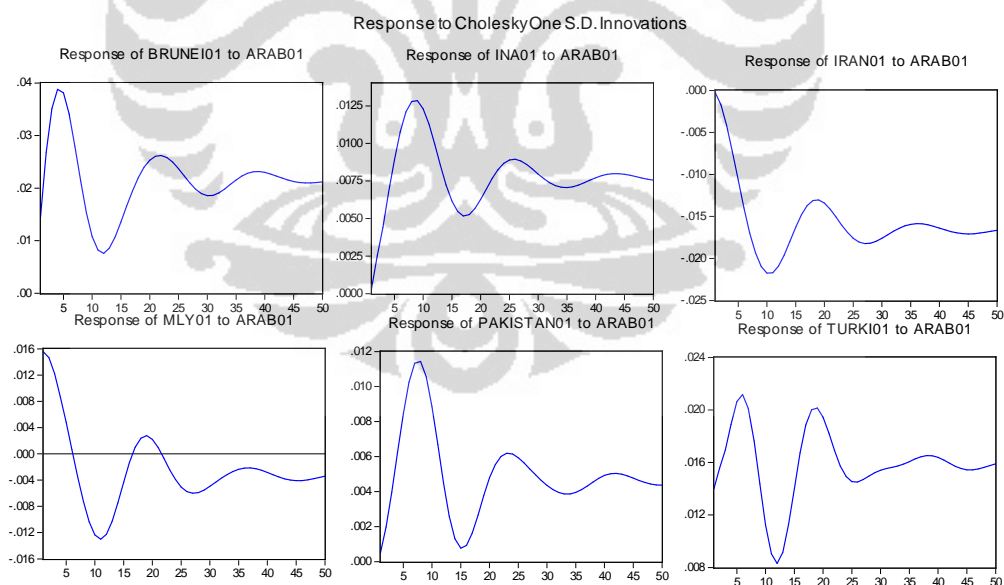 Response to Cholesky One S.D. Innovations
Response of BRUNEI01 to ARAB01
.04
.03
.02
.01
.00
5 10 15 20 25 30 35 40 45 50
Response of INA01 to ARAB01
.0125
.0100
.0075
.0050
.0025
.0000
5 10 15 20 25 30 35 40 45 50
Response of IRAN01 to ARAB01
.000
-.005
-.010
-.015
-.020
-.025
5 10 15 20 25 30 35 40 45 50
Response of MLY01 to ARAB01
.016
.012
.008
.004
.000
-.004
-.008
-.012
-.016
5 10 15 20 25 30 35 40 45 50
Response of PAKISTAN01 to ARAB01
.012
.010
.008
.006
.004
.002
.000
5 10 15 20 25 30 35 40 45 50
Response of TURKI01 to ARAB01
.024
.020
.016
.012
.008
5 10 15 20 25 30 35 40 45 50